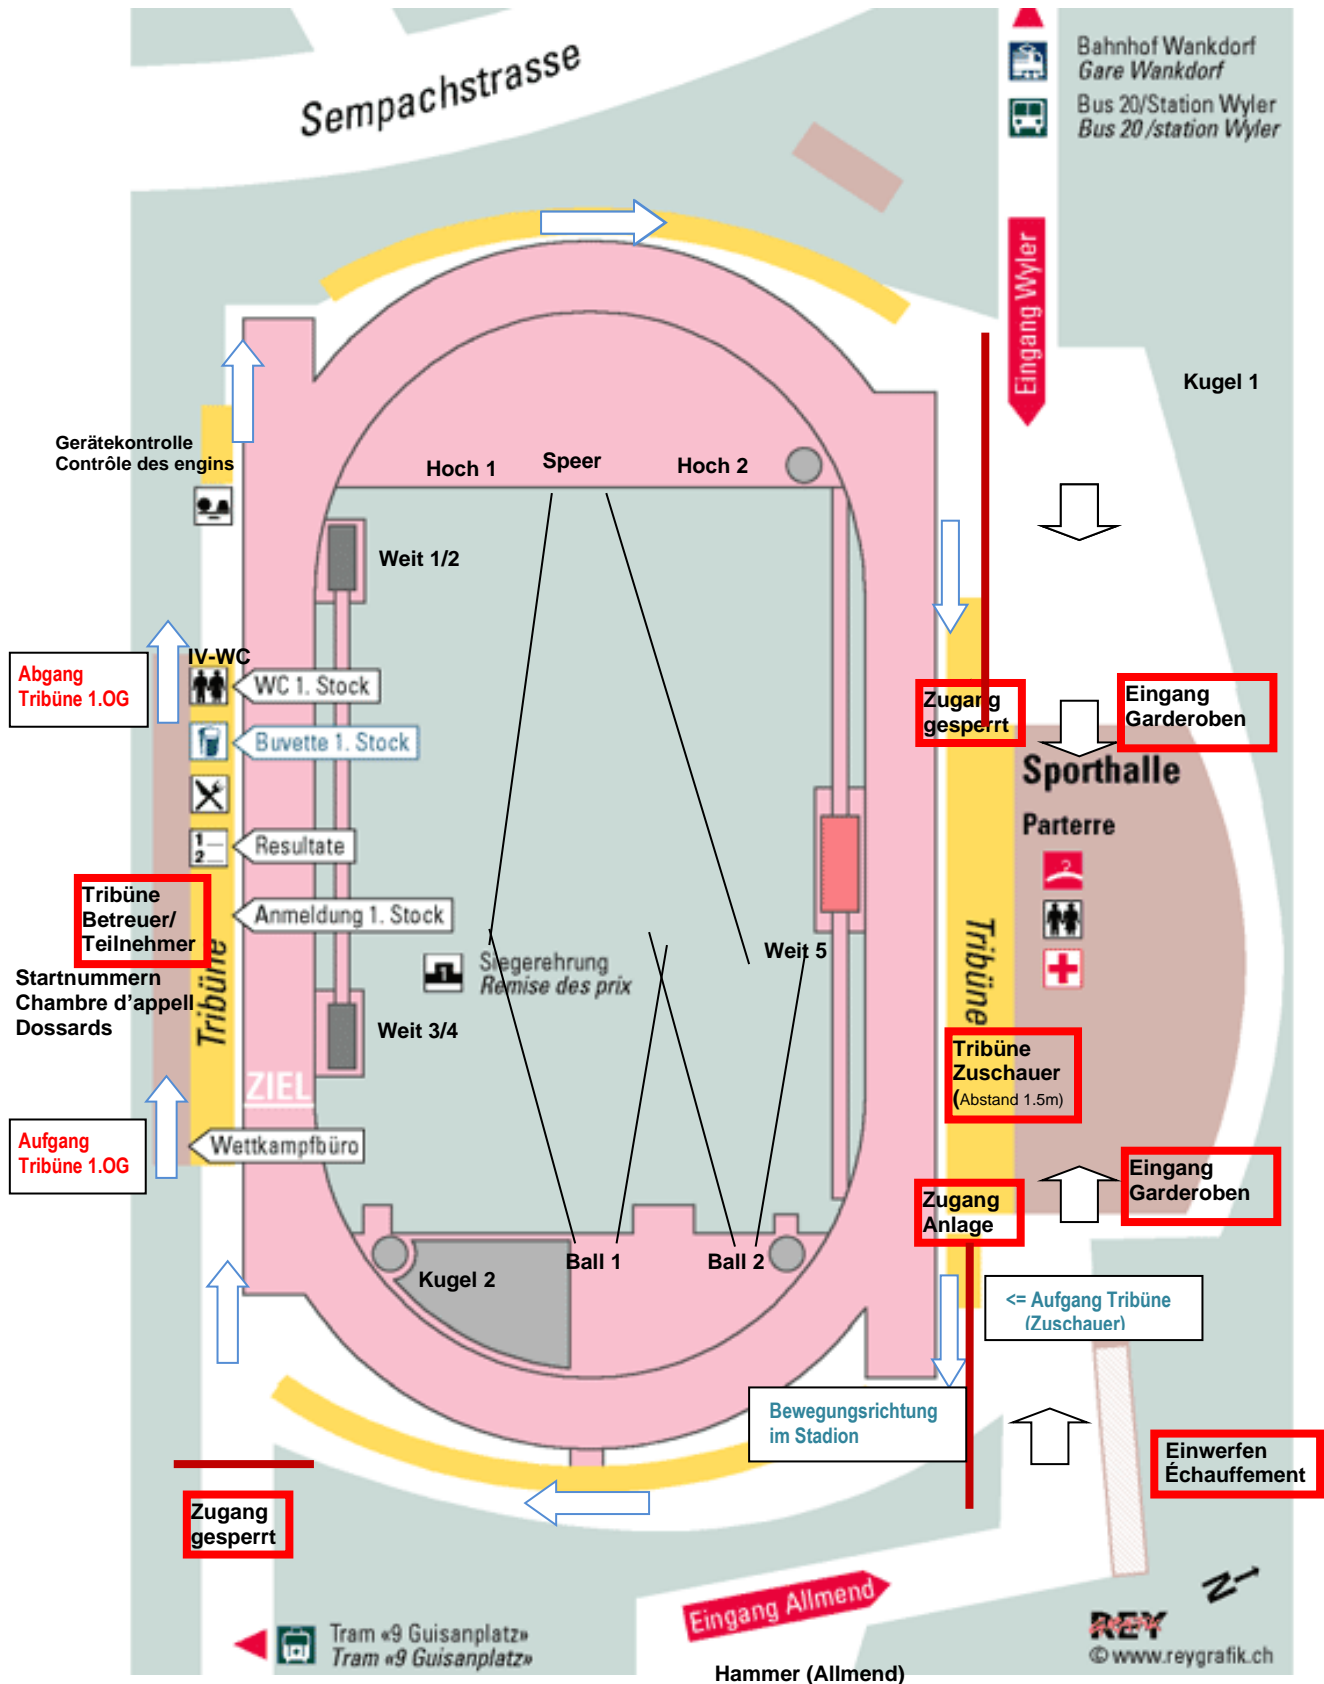 Sempachstrasse
Bahnhof Wankdorf
Gare Wankdorf
Bus 20/Station Wyler
Bus 20/station Wyler
Eingang Wyler
Kugel 1
Gerätekontrolle
Contrôle des engins
Hoch 1
Speer
Hoch 2
Weit 1/2
IV-WC
Abgang
Tribüne 1.OG
WC 1. Stock
Buvette 1. Stock
Zugang
gesperrt
Eingang
Garderoben
Sporthalle
Parterre
2
1
2
Resultate
Tribüne
Betreuer/
Teilnehmer
Anmeldung 1. Stock
Tribüne
Startnummern
Chambre d'appell
Dossards
1
Siegerehrung
Remise des prix
Weit 5
Tribüne
Weit 3/4
Tribüne
Zuschauer
(Abstand 1.5m)
ZIEL
Aufgang
Tribüne 1.OG
Wettkampfbüro
Eingang
Garderoben
Zugang
Anlage
Ball 1
Ball 2
Kugel 2
<= Aufgang Tribüne
(Zuschauer)
Bewegungsrichtung
im Stadion
Einwerfen
Échauffement
Zugang
gesperrt
Eingang Allmend
N
Tram «9 Guisanplatz»
Tram «9 Guisanplatz»
REY
© www.reygrafik.ch
Hammer (Allmend)